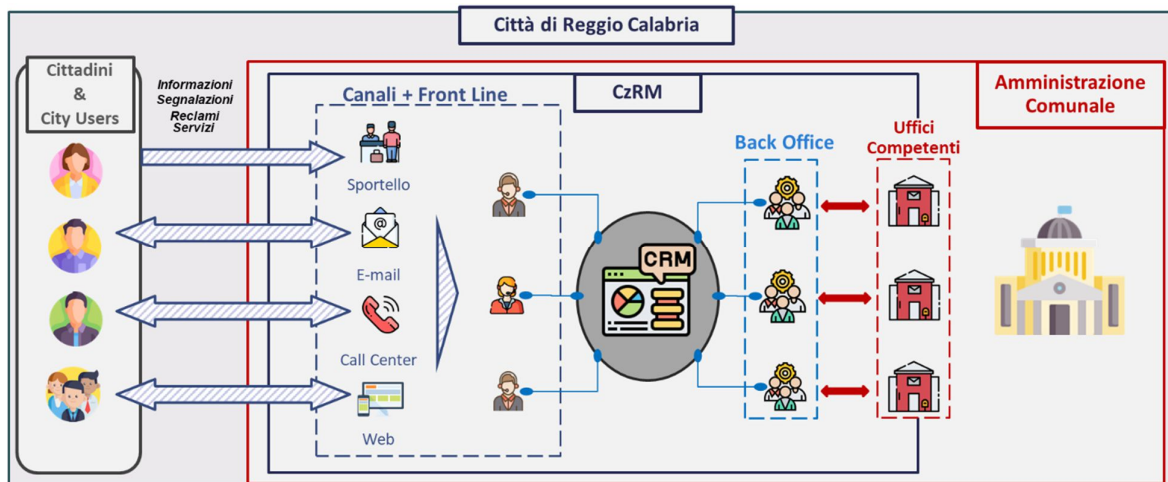 Città di Reggio Calabria
Cittadini
&
City Users
Informazioni
Segnalazioni
Reclami
Servizi
Canali + Front Line
CzRM
Amministrazione
Comunale
Sportello
@
E-mail
Call Center
Web
CRM
Back Office
Uffici
Competenti